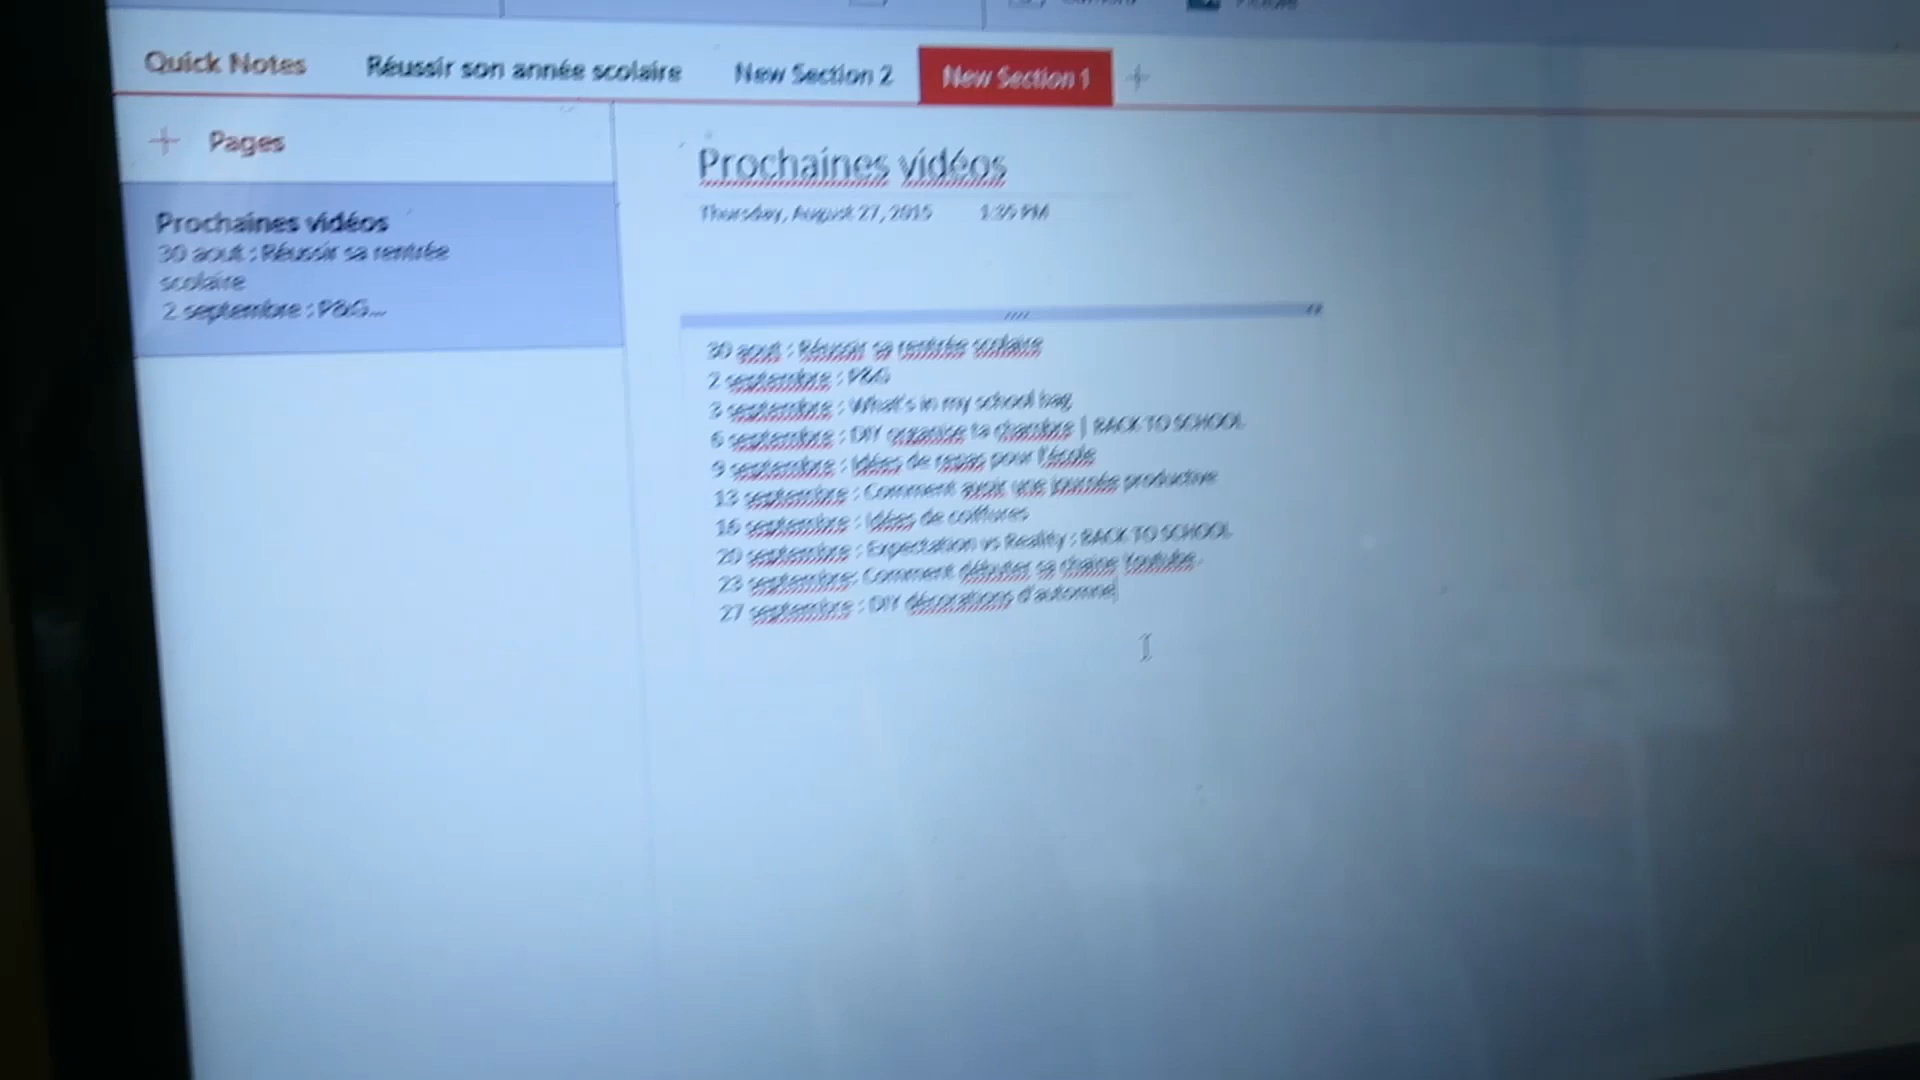 Quick Notes
Réussir son année scolaire
New Section 2
New Section 1
Pages
Prochaines vidéos
30 aout : Réussir sa rentrée
scolaire
2 septembre : P&G...
Prochaines vidéos
Thursday, August 27, 2015 1:35 PM
30 aout : Réussir sa rentrée scolaire
2 septembre : P&G
3 septembre : What's in my school bag
6 septembre : DIY organise ta chambre | BACK TO SCHOOL
9 septembre : Idées de repas pour l'école
13 septembre : Comment avoir une journée productive
16 septembre : Idées de coiffures
20 septembre : Expectation vs Reality : BACK TO SCHOOL
23 septembre: Comment débuter sa chaine Youtube
27 septembre : DIY décorations d'automne